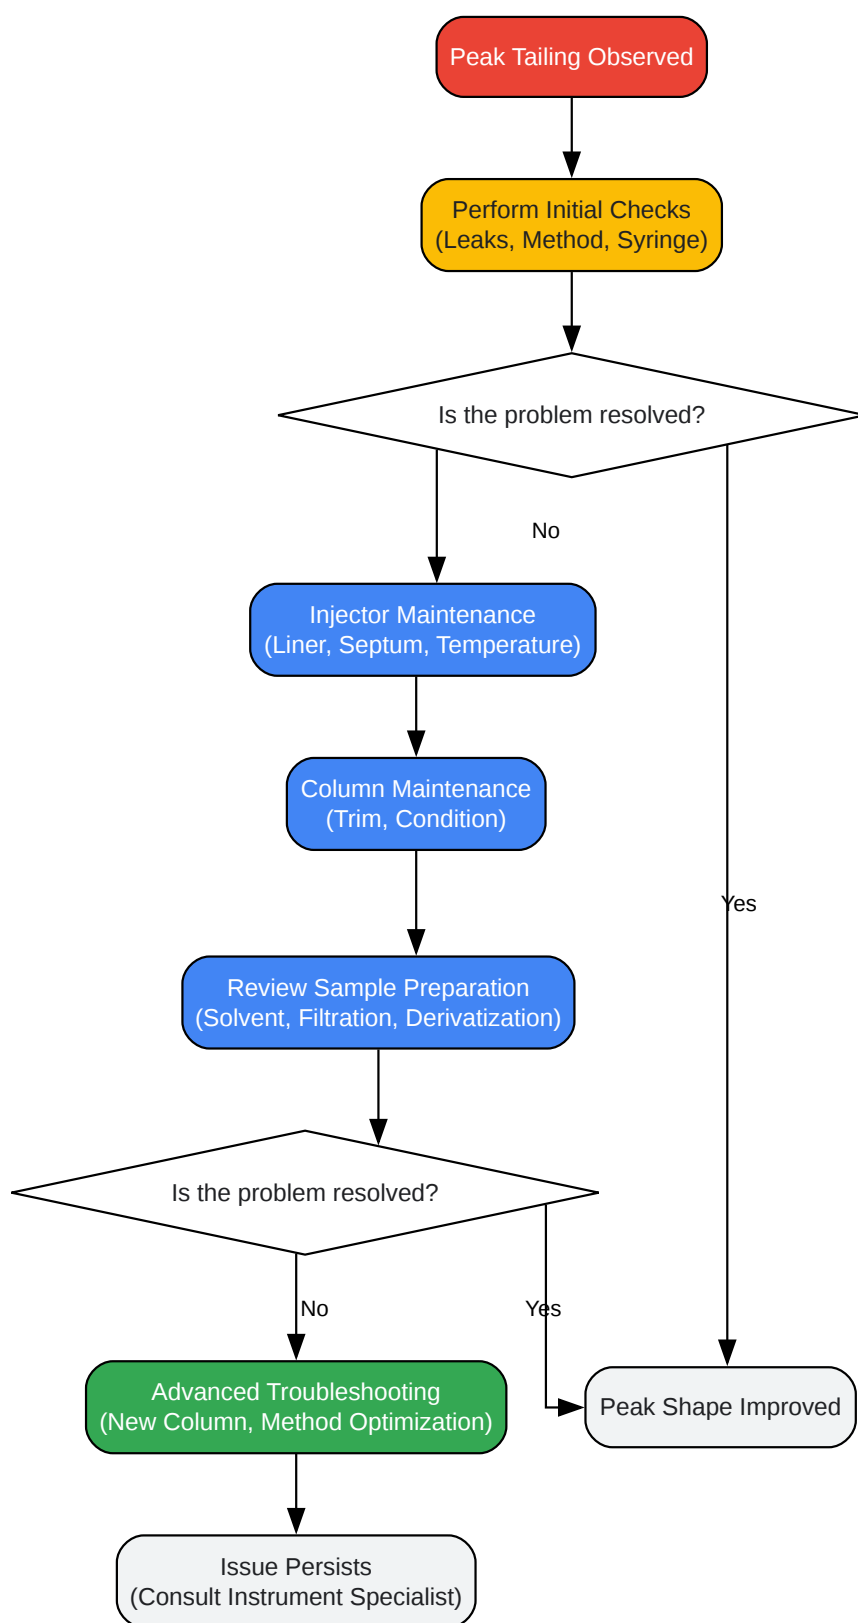 Peak Tailing Observed
Perform Initial Checks
(Leaks, Method, Syringe)
Is the problem resolved?
No
Injector Maintenance
(Liner, Septum, Temperature)
Column Maintenance
(Trim, Condition)
Yes
Review Sample Preparation
(Solvent, Filtration, Derivatization)
Is the problem resolved?
No
Yes
Advanced Troubleshooting
(New Column, Method Optimization)
Peak Shape Improved
Issue Persists
(Consult Instrument Specialist)